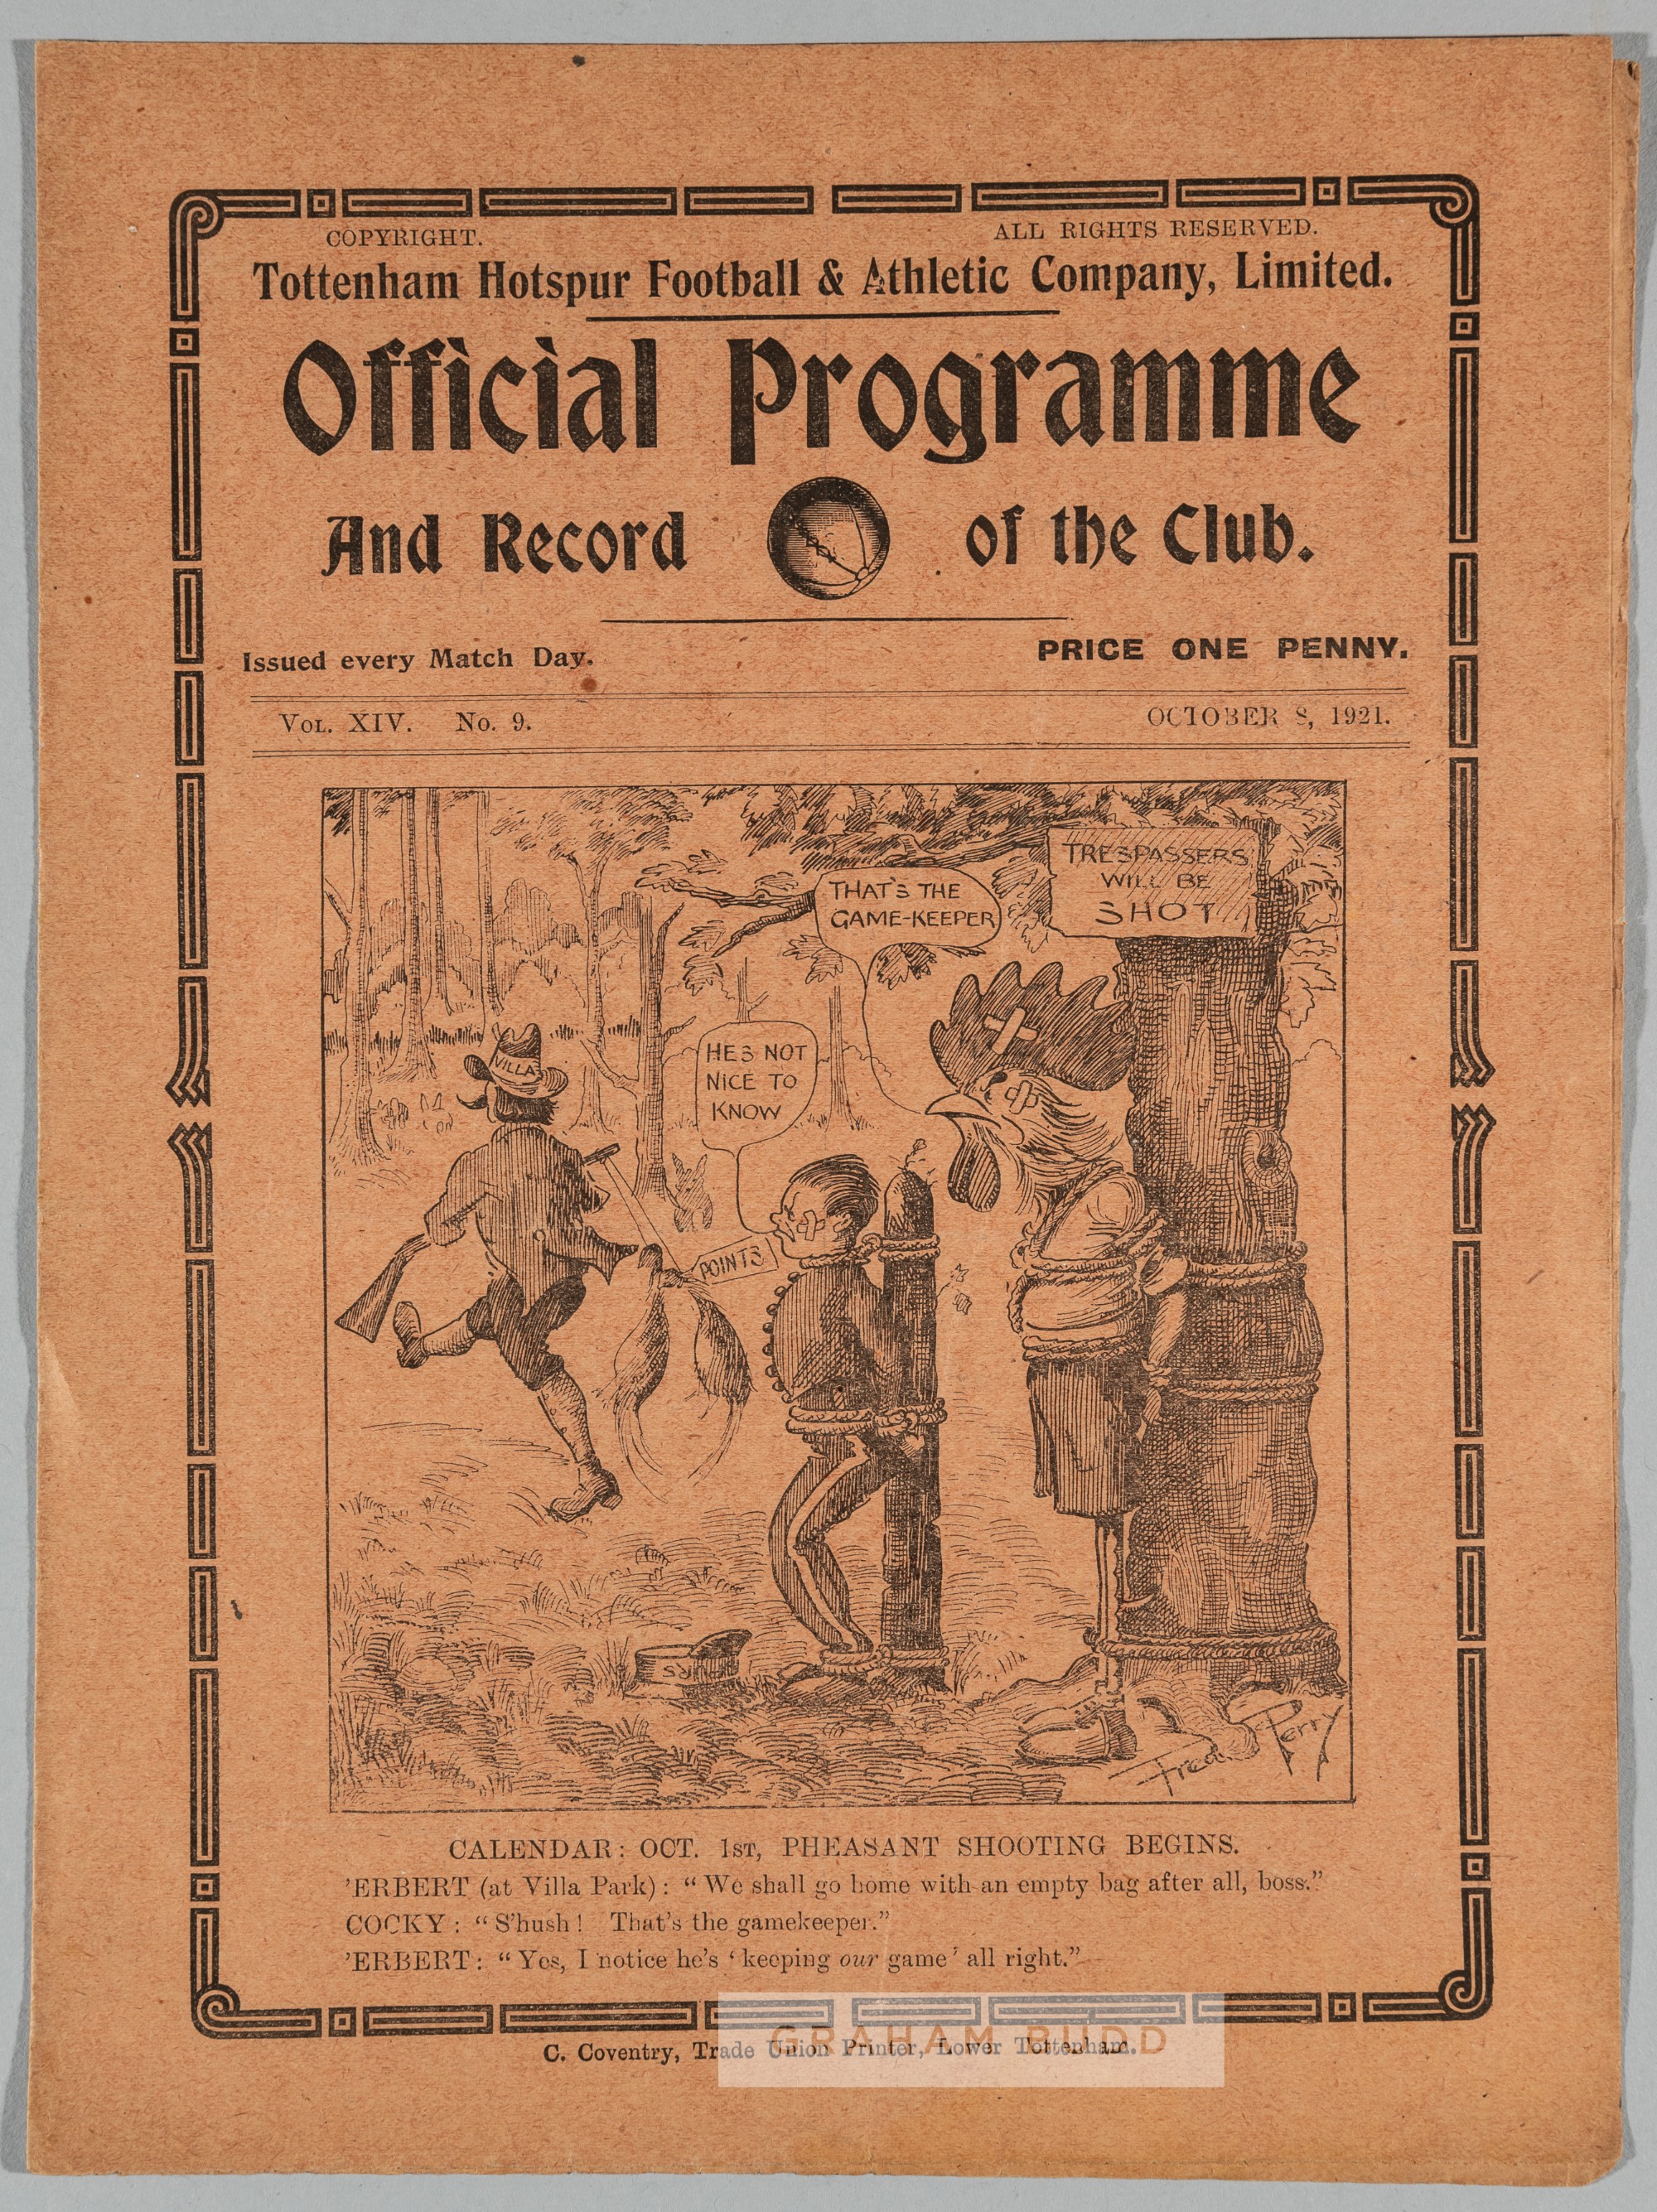 COPYRIGHT. ALL RIGHTS RESERVED.
Tottenham Hotspur Football & Athletic Company, Limited.
Official Programme
And Record of the Club.
Issued every Match Day. PRICE ONE PENNY.
VOL. XIV. No. 9. OCTOBER 8, 1921.
TRESPASSERS
WILL BE
SHOT
THAT'S THE
GAME-KEEPER
VILLA
HES NOT
NICE TO
KNOW
POINTS
Fred Perry
CALENDAR: OCT. 1ST, PHEASANT SHOOTING BEGINS.
'ERBERT (at Villa Park): "We shall go home with an empty bag after all, boss."
COCKY: "S'hush! That's the gamekeeper."
'ERBERT: "Yes, I notice he's 'keeping our game' all right."
C. Coventry, Trade Union Printer, Lower Tottenham.
GRAHAM BUDD